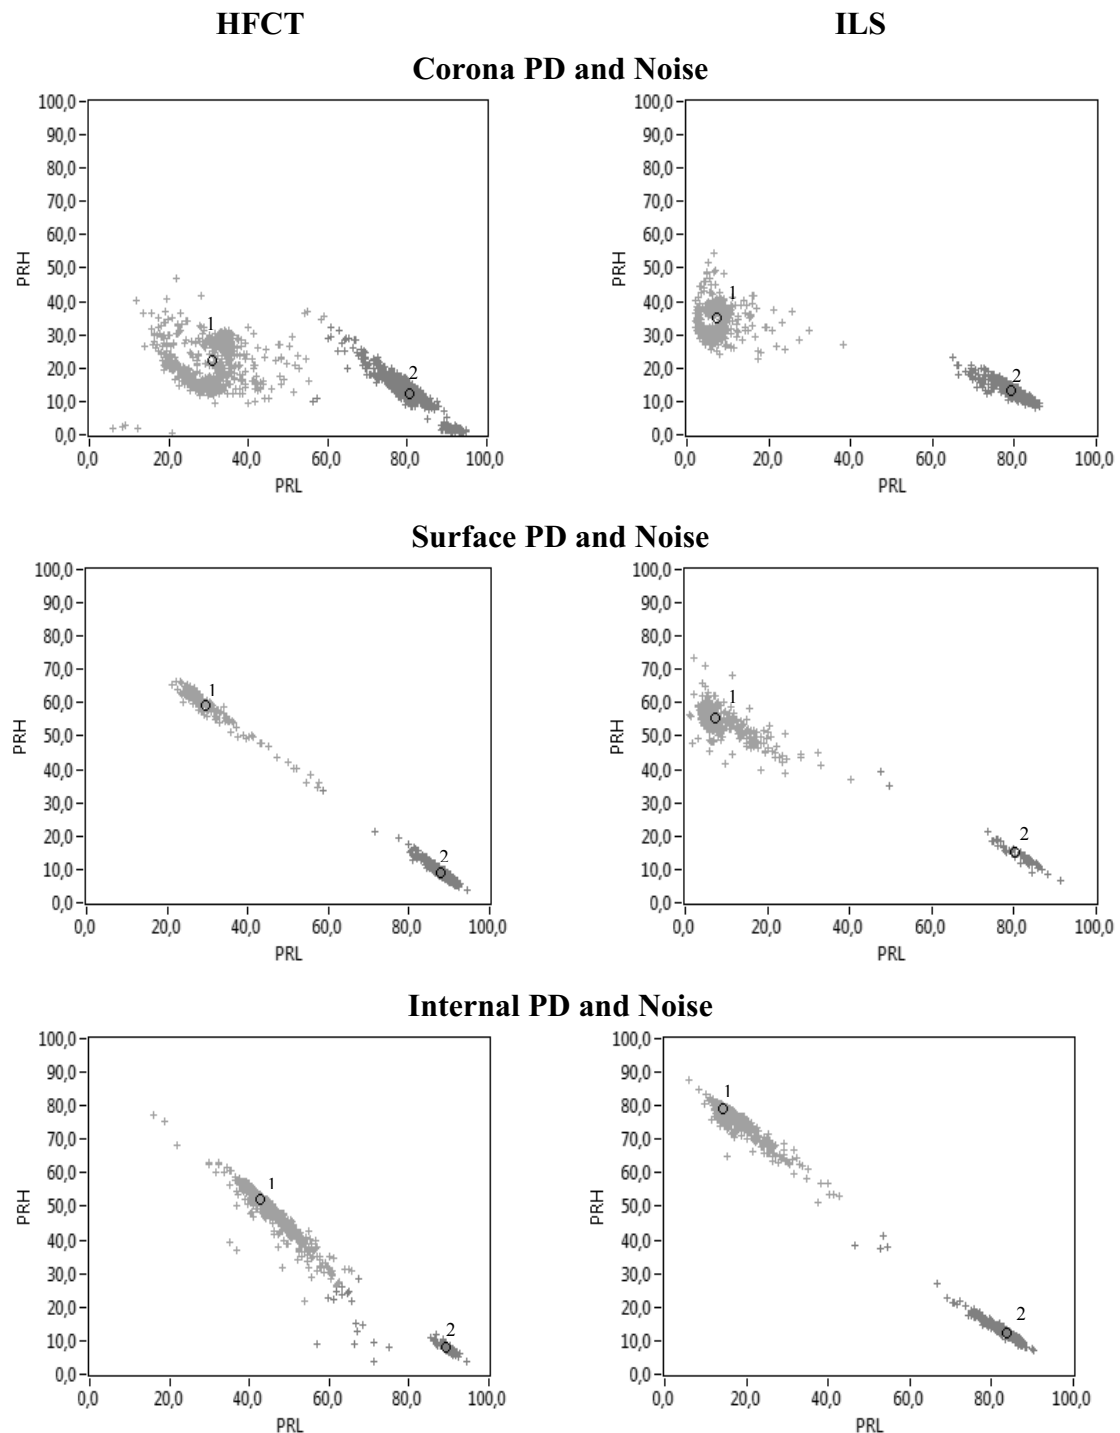 HFCT ILS
Corona PD and Noise
100,0 100,0
90,0 90,0
80,0 80,0
70,0 70,0
60,0 60,0
50,0 50,0
PRH PRH
40,0 1 40,0 1
30,0 30,0
20,0 2 20,0 2
10,0 10,0
0,0 0,0
0,0 20,0 40,0 60,0 80,0 100,0 0,0 20,0 40,0 60,0 80,0 100,0
PRL PRL
Surface PD and Noise
100,0 100,0
90,0 90,0
80,0 80,0
70,0 70,0
60,0 1 60,0 1
50,0 50,0
PRH PRH
40,0 40,0
30,0 30,0
20,0 2 20,0 2
10,0 10,0
0,0 0,0
0,0 20,0 40,0 60,0 80,0 100,0 0,0 20,0 40,0 60,0 80,0 100,0
PRL PRL
Internal PD and Noise
100,0 100,0
90,0 90,0
80,0 80,0 1
70,0 70,0
60,0 1 60,0
50,0 50,0
PRH PRH
40,0 40,0
30,0 30,0
20,0 2 20,0 2
10,0 10,0
0,0 0,0
0,0 20,0 40,0 60,0 80,0 100,0 0,0 20,0 40,0 60,0 80,0 100,0
PRL PRL